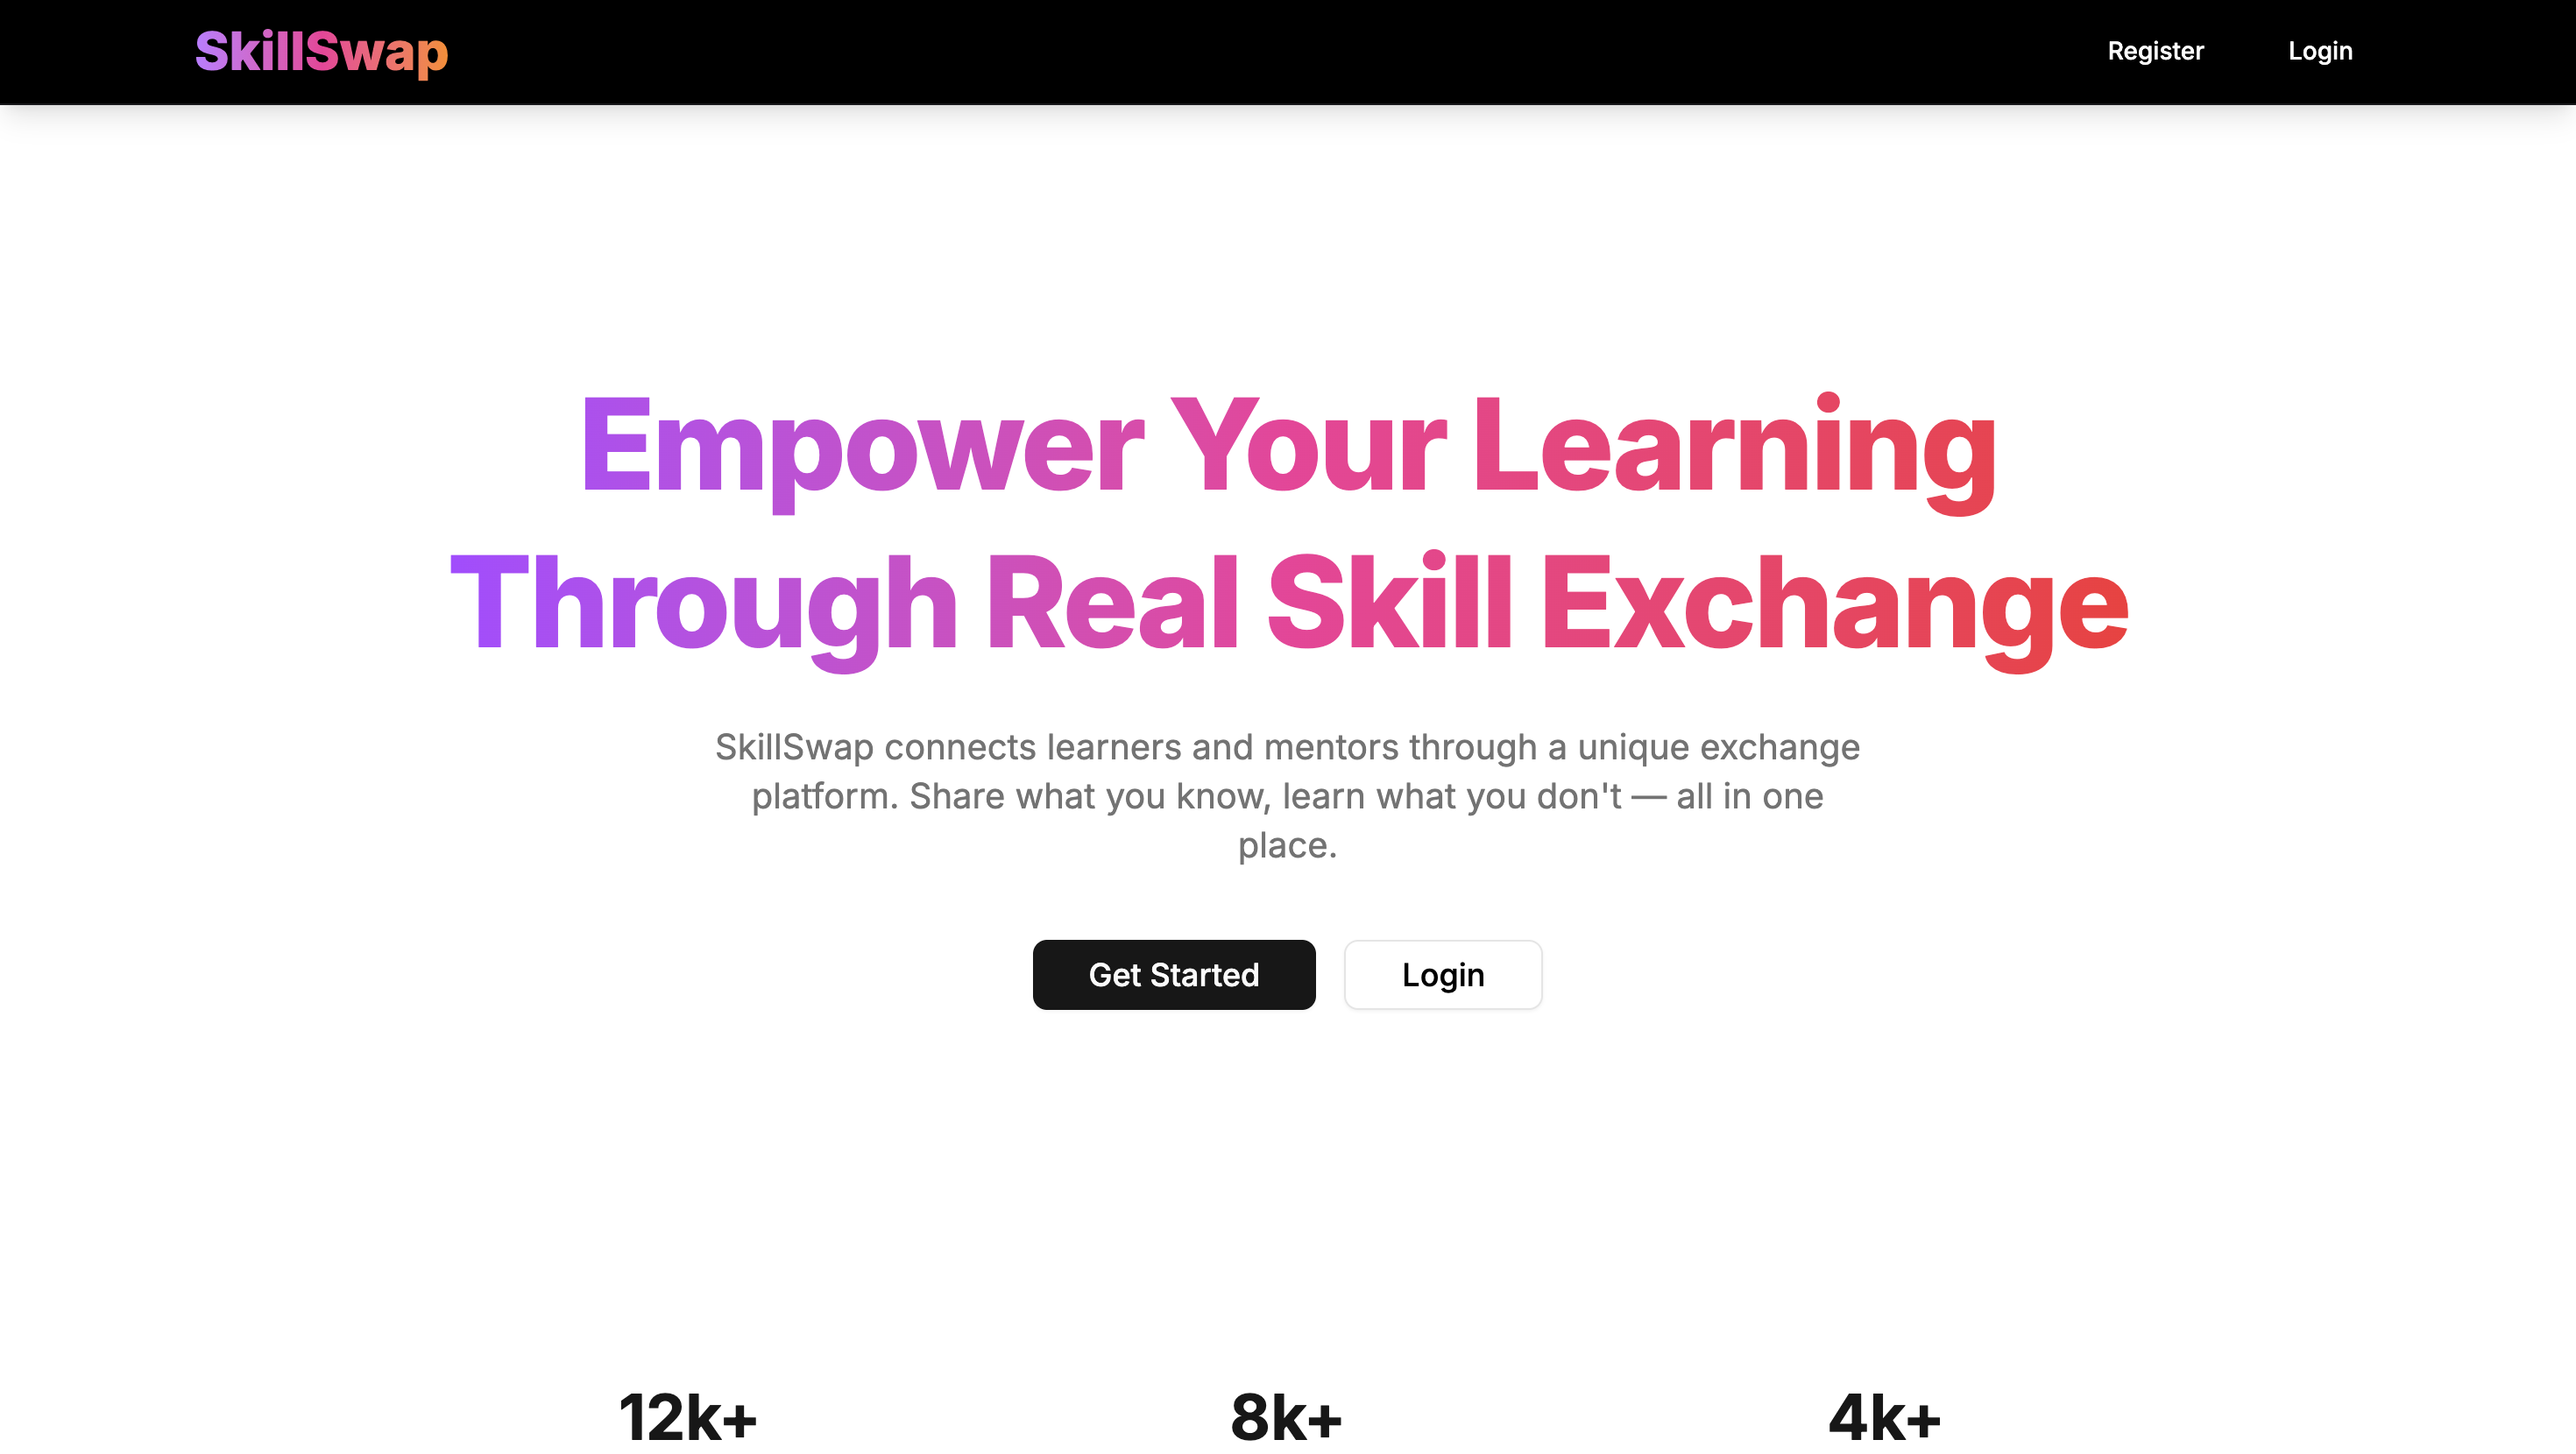 SkillSwap
Register
Login
Empower Your Learning
Through Real Skill Exchange
SkillSwap connects learners and mentors through a unique exchange
platform. Share what you know, learn what you don't — all in one
place.
Get Started
Login
12k+
8k+
4k+